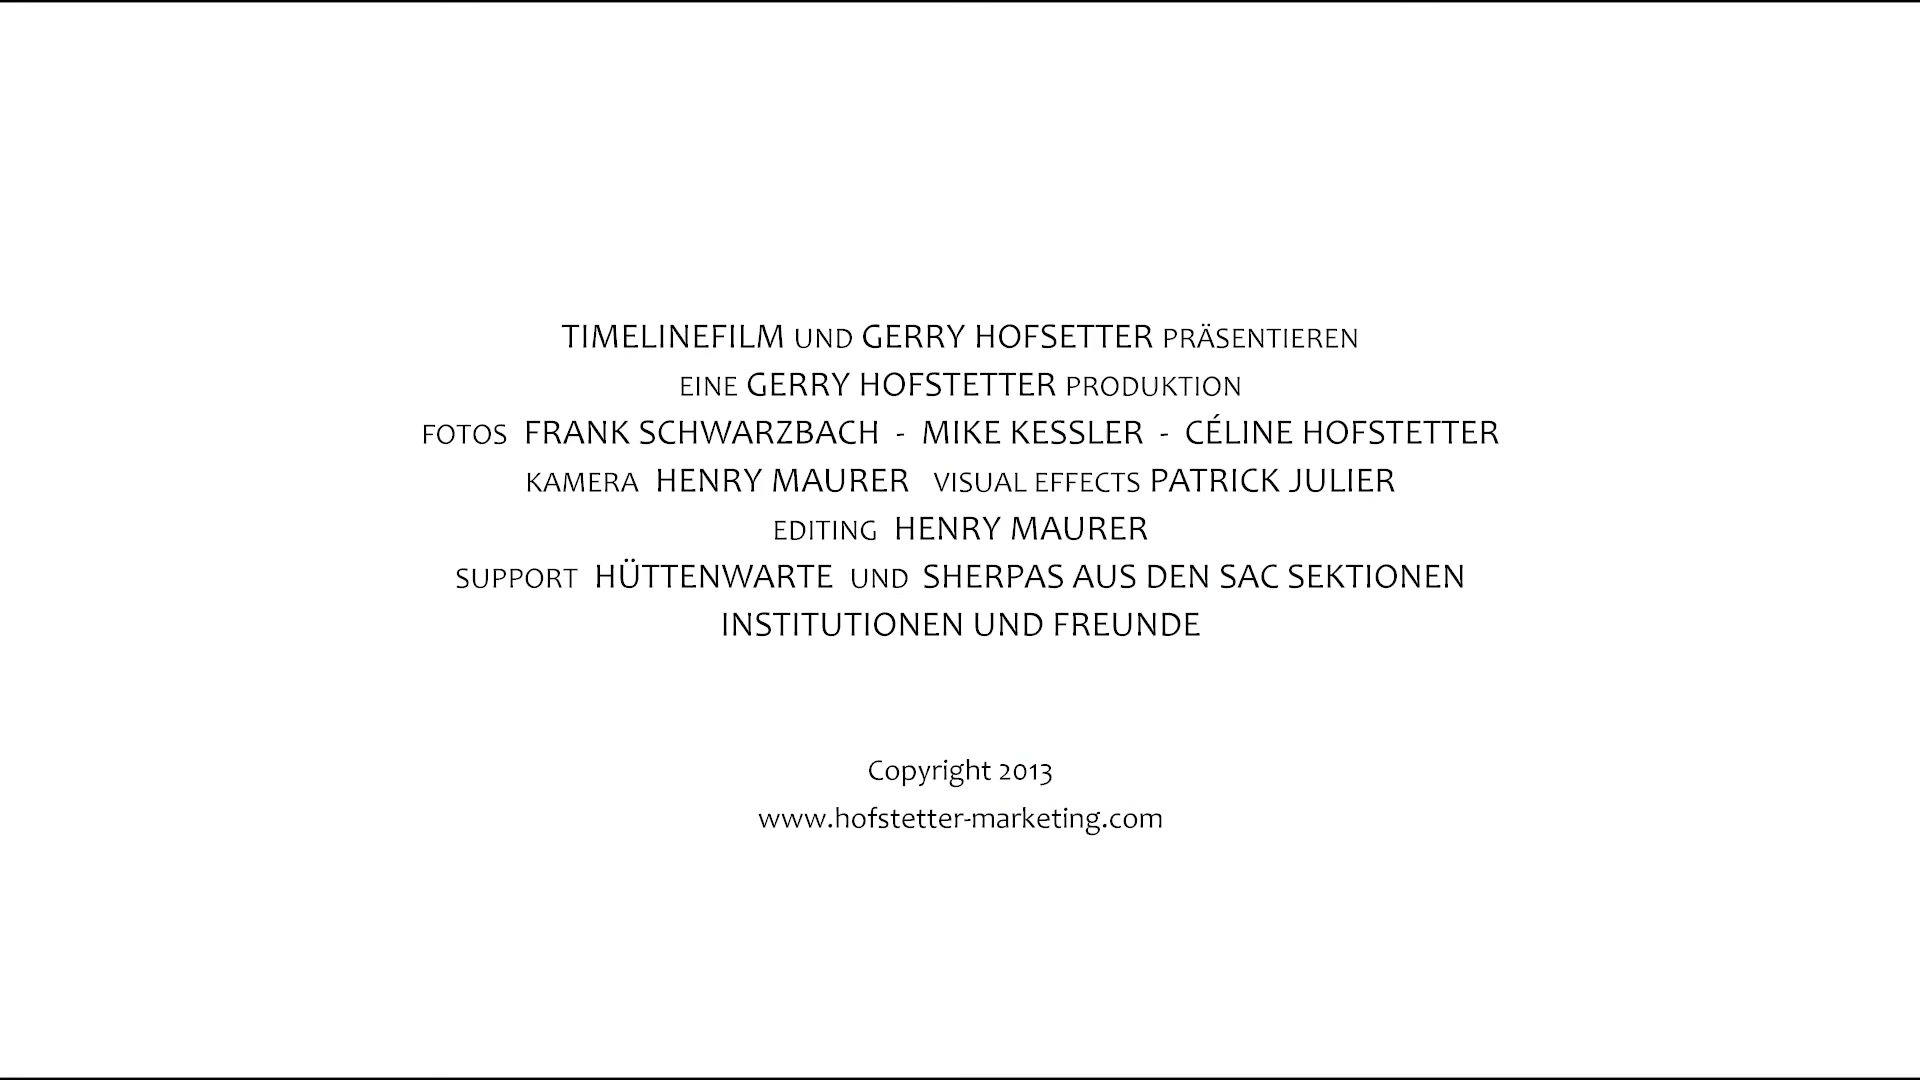 TIMELINEFILM UND GERRY HOFSETTER PRÄSENTIEREN
EINE GERRY HOFSTETTER PRODUKTION
FOTOS FRANK SCHWARZBACH - MIKE KESSLER - CÉLINE HOFSTETTER
KAMERA HENRY MAURER VISUAL EFFECTS PATRICK JULIER
EDITING HENRY MAURER
SUPPORT HÜTTENWARTE UND SHERPAS AUS DEN SAC SEKTIONEN
INSTITUTIONEN UND FREUNDE
Copyright 2013
www.hofstetter-marketing.com